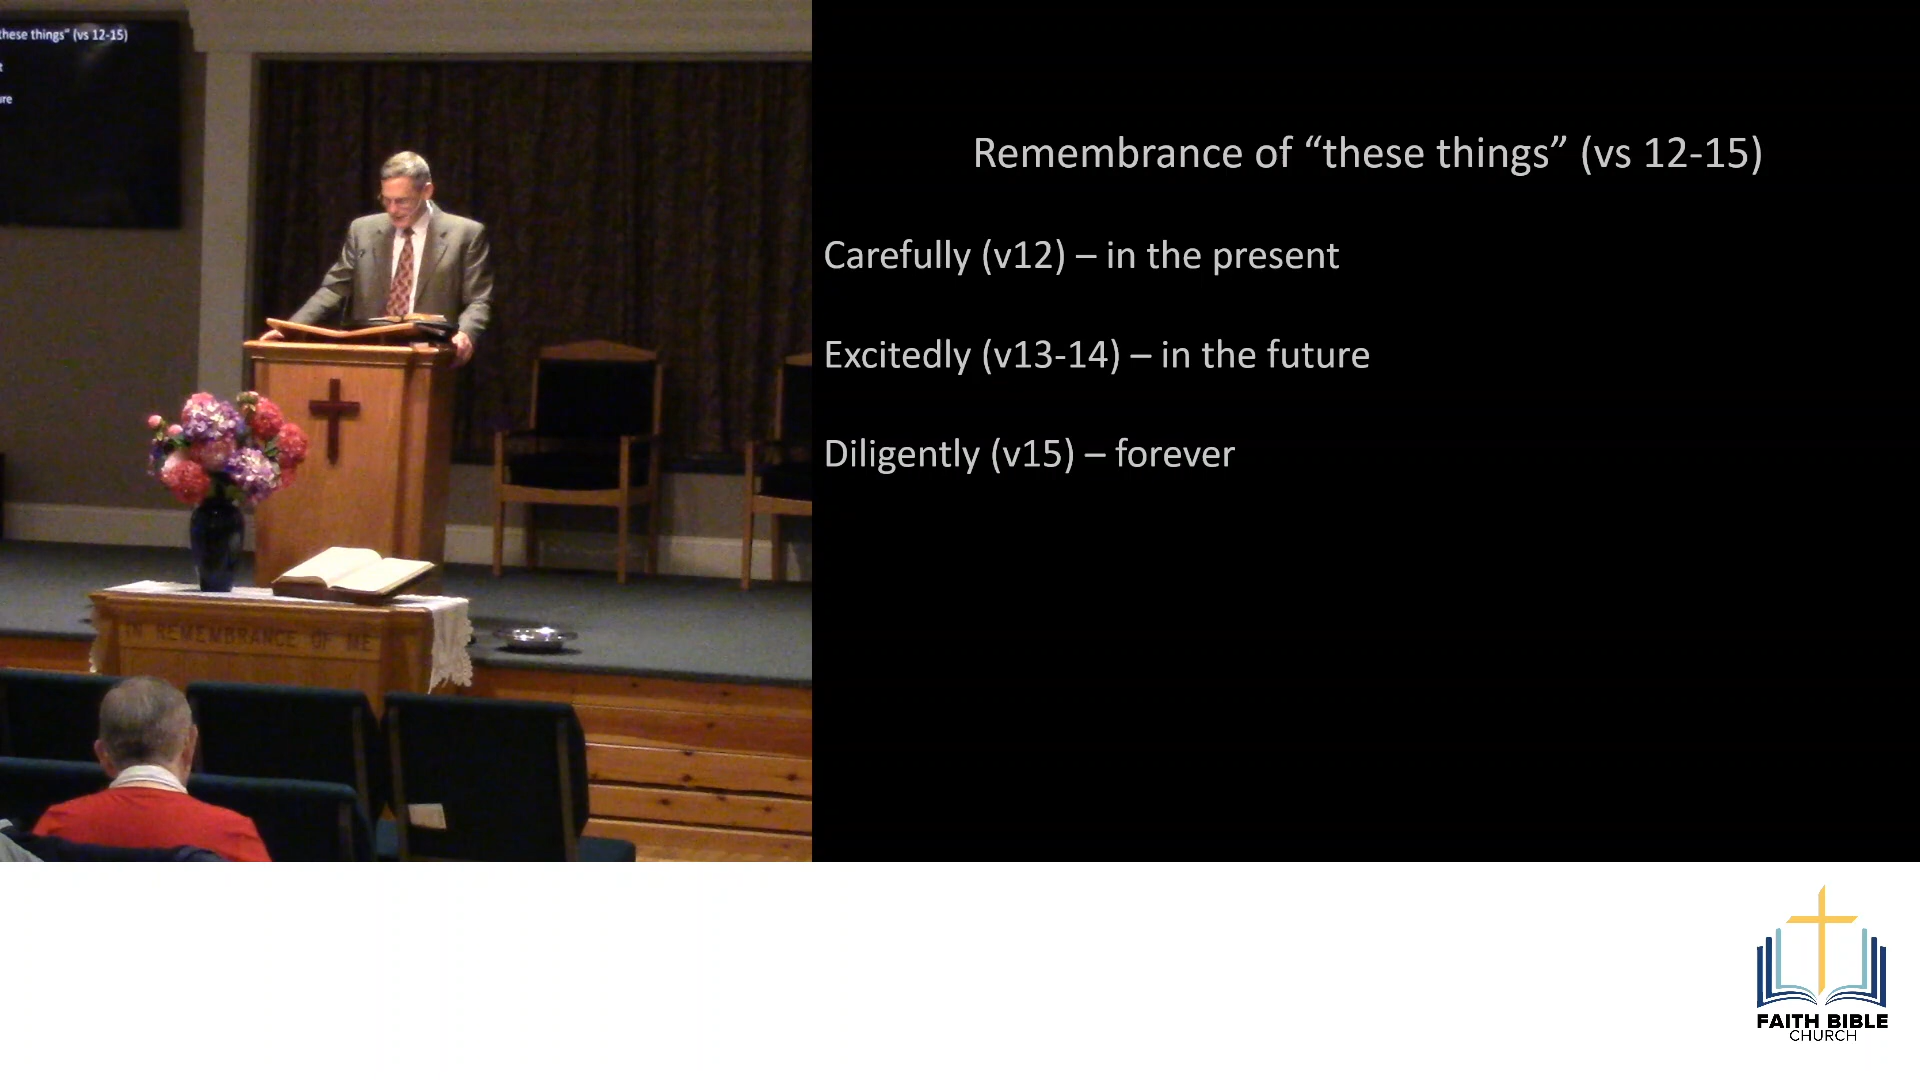 these things” (vs 12-15)
Remembrance of “these things” (vs 12-15)
Carefully (v12) – in the present
Excitedly (v13-14) – in the future
Diligently (v15) – forever
IN REMEMBRANCE OF ME
FAITH BIBLE
CHURCH